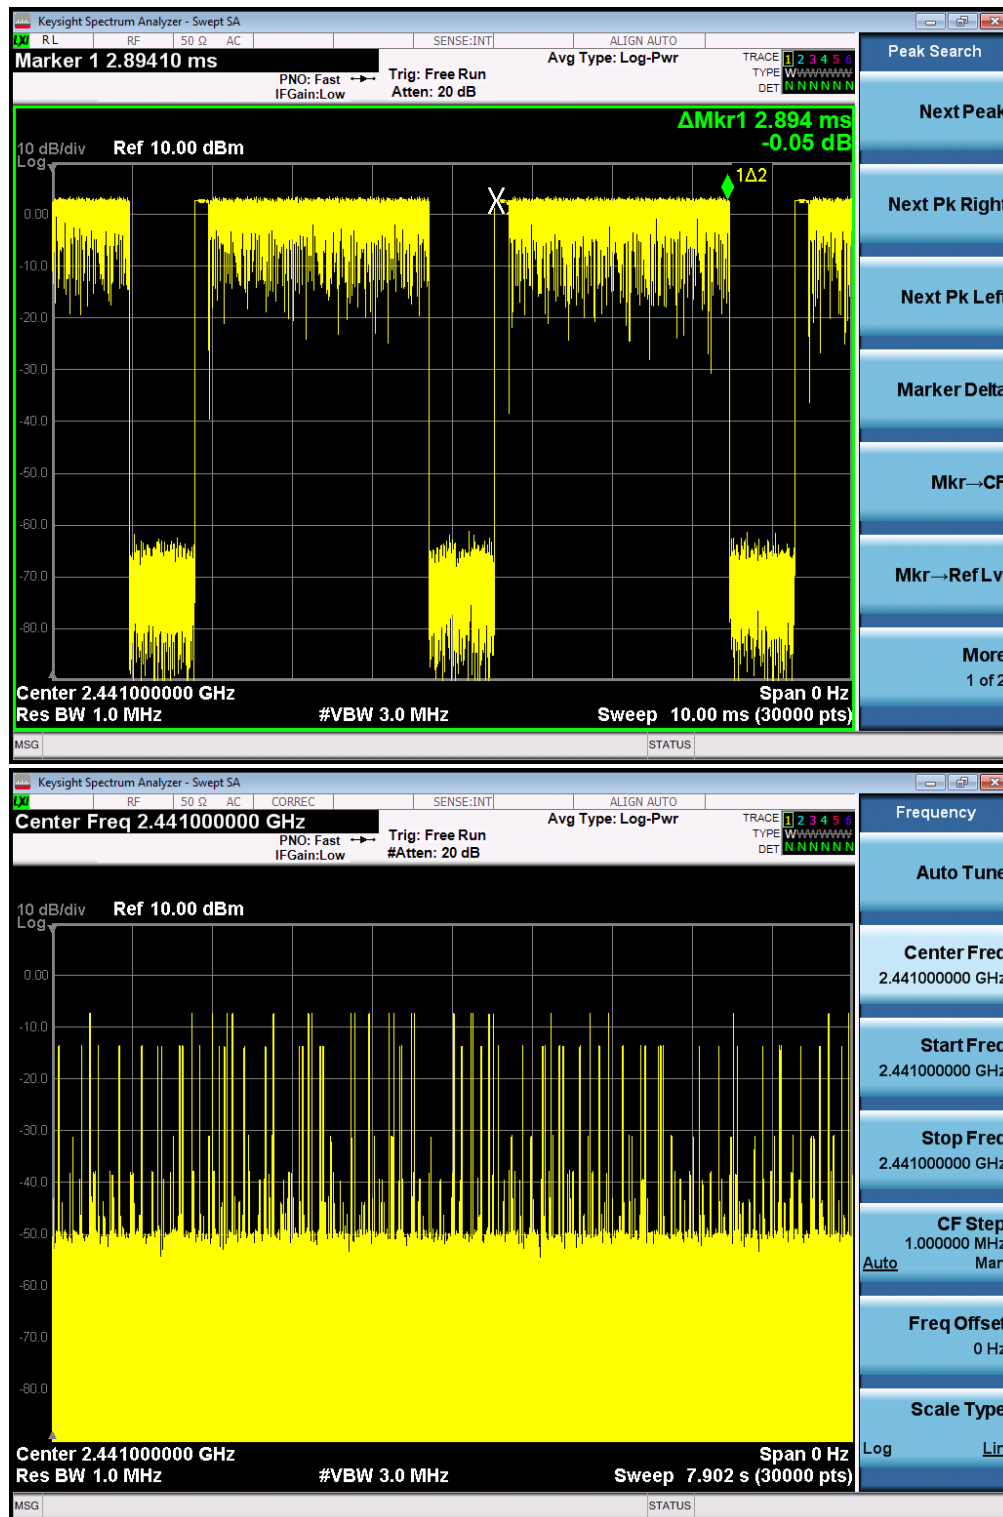 Keysight Spectrum Analyzer - Swept SA
LXI RL RF 50 Ω AC SENSE:INT ALIGN AUTO
Marker 1 2.89410 ms
PNO: Fast
IFGain:Low
Trig: Free Run
Atten: 20 dB
Avg Type: Log-Pwr
TRACE 1 2 3 4 5 6
TYPE WWWWWW
DET N N N N N N
ΔMkr1 2.894 ms
-0.05 dB
10 dB/div Ref 10.00 dBm
Log
1Δ2
X
0.00
-10.0
-20.0
-30.0
-40.0
-50.0
-60.0
-70.0
-80.0
Center 2.441000000 GHz Span 0 Hz
Res BW 1.0 MHz #VBW 3.0 MHz Sweep 10.00 ms (30000 pts)
MSG STATUS
Peak Search
Next Peak
Next Pk Right
Next Pk Left
Marker Delta
Mkr→CF
Mkr→Ref Lv
More
1 of 2
Keysight Spectrum Analyzer - Swept SA
LXI RF 50 Ω AC CORREC SENSE:INT ALIGN AUTO
Center Freq 2.441000000 GHz
PNO: Fast
IFGain:Low
Trig: Free Run
#Atten: 20 dB
Avg Type: Log-Pwr
TRACE 1 2 3 4 5 6
TYPE WWWWWW
DET N N N N N N
10 dB/div Ref 10.00 dBm
Log
0.00
-10.0
-20.0
-30.0
-40.0
-50.0
-60.0
-70.0
-80.0
Center 2.441000000 GHz Span 0 Hz
Res BW 1.0 MHz #VBW 3.0 MHz Sweep 7.902 s (30000 pts)
MSG STATUS
Frequency
Auto Tune
Center Freq
2.441000000 GHz
Start Freq
2.441000000 GHz
Stop Freq
2.441000000 GHz
CF Step
1.000000 MHz
Auto Man
Freq Offset
0 Hz
Scale Type
Log Lin